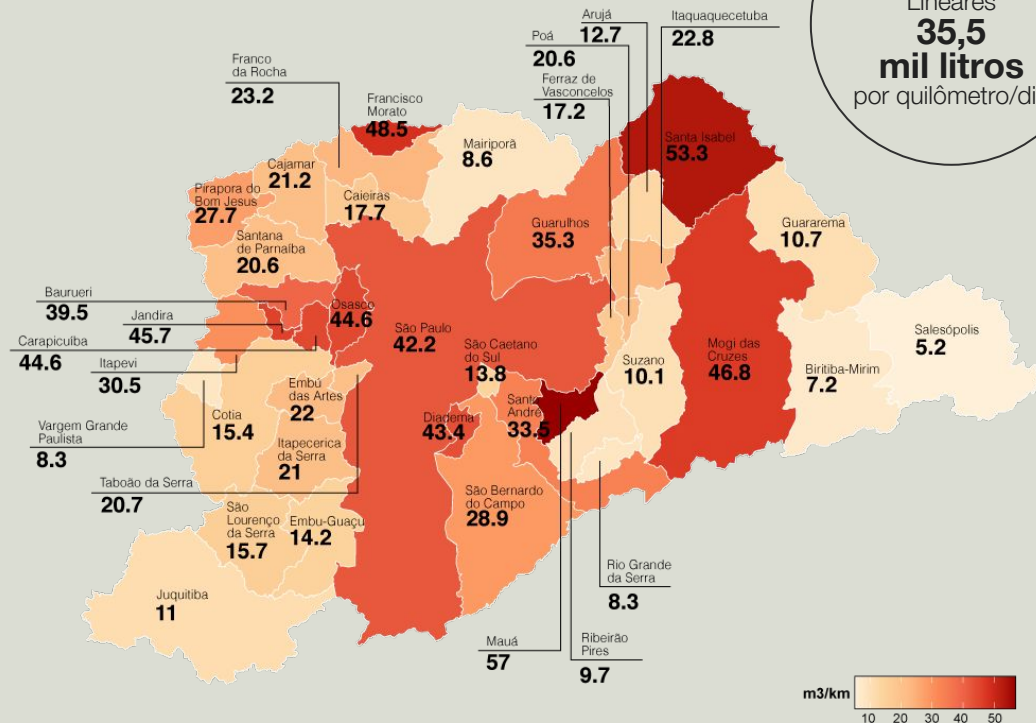 Lineares
35,5
mil litros
por quilômetro/di
Arujá
12.7
Itaquaquecetuba
22.8
Poá
20.6
Ferraz de
Vasconcelos
17.2
Franco
da Rocha
23.2
Francisco
Morato
48.5
Mairiporã
8.6
Santa Isabel
53.3
Cajamar
21.2
Caieiras
17.7
Pirapora do
Bom Jesus
27.7
Guarulhos
35.3
Guararema
10.7
Santana
de Parnaíba
20.6
Baurueri
39.5
Jandira
45.7
Carapicuíba
44.6
Itapevi
30.5
Osasco
44.6
São Paulo
42.2
São Caetano
do Sul
13.8
Suzano
10.1
Mogi das
Cruzes
46.8
Biritiba-Mirim
7.2
Salesópolis
5.2
Embú
das Artes
22
Santo
André
33.5
Diadema
43.4
Cotia
15.4
Vargem Grande
Paulista
8.3
Itapecerica
da Serra
21
Taboão da Serra
20.7
São Bernardo
do Campo
28.9
São
Lourenço
da Serra
15.7
Embu-Guaçu
14.2
Rio Grande
da Serra
8.3
Juquitiba
11
Mauá
57
Ribeirão
Pires
9.7
m3/km
10 20 30 40 50